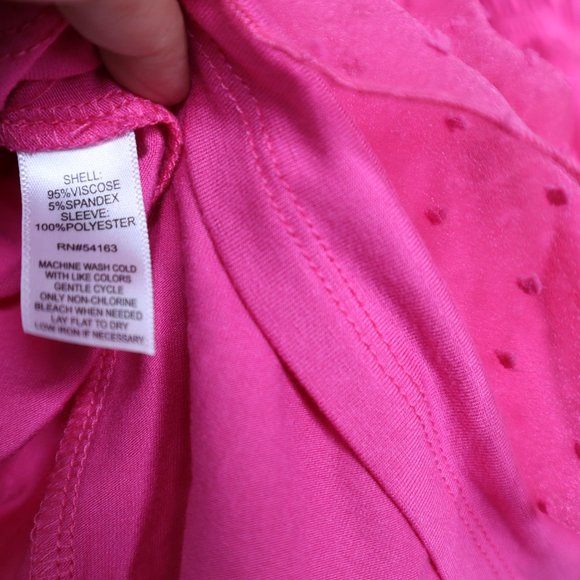 SHELL:
95%VISCOSE
5%SPANDEX
SLEEVE:
100%POLYESTER
RN#54163
MACHINE WASH COLD
WITH LIKE COLORS
GENTLE CYCLE
ONLY NON-CHLORINE
BLEACH WHEN NEEDED
LAY FLAT TO DRY
LOW IRON IF NECESSARY